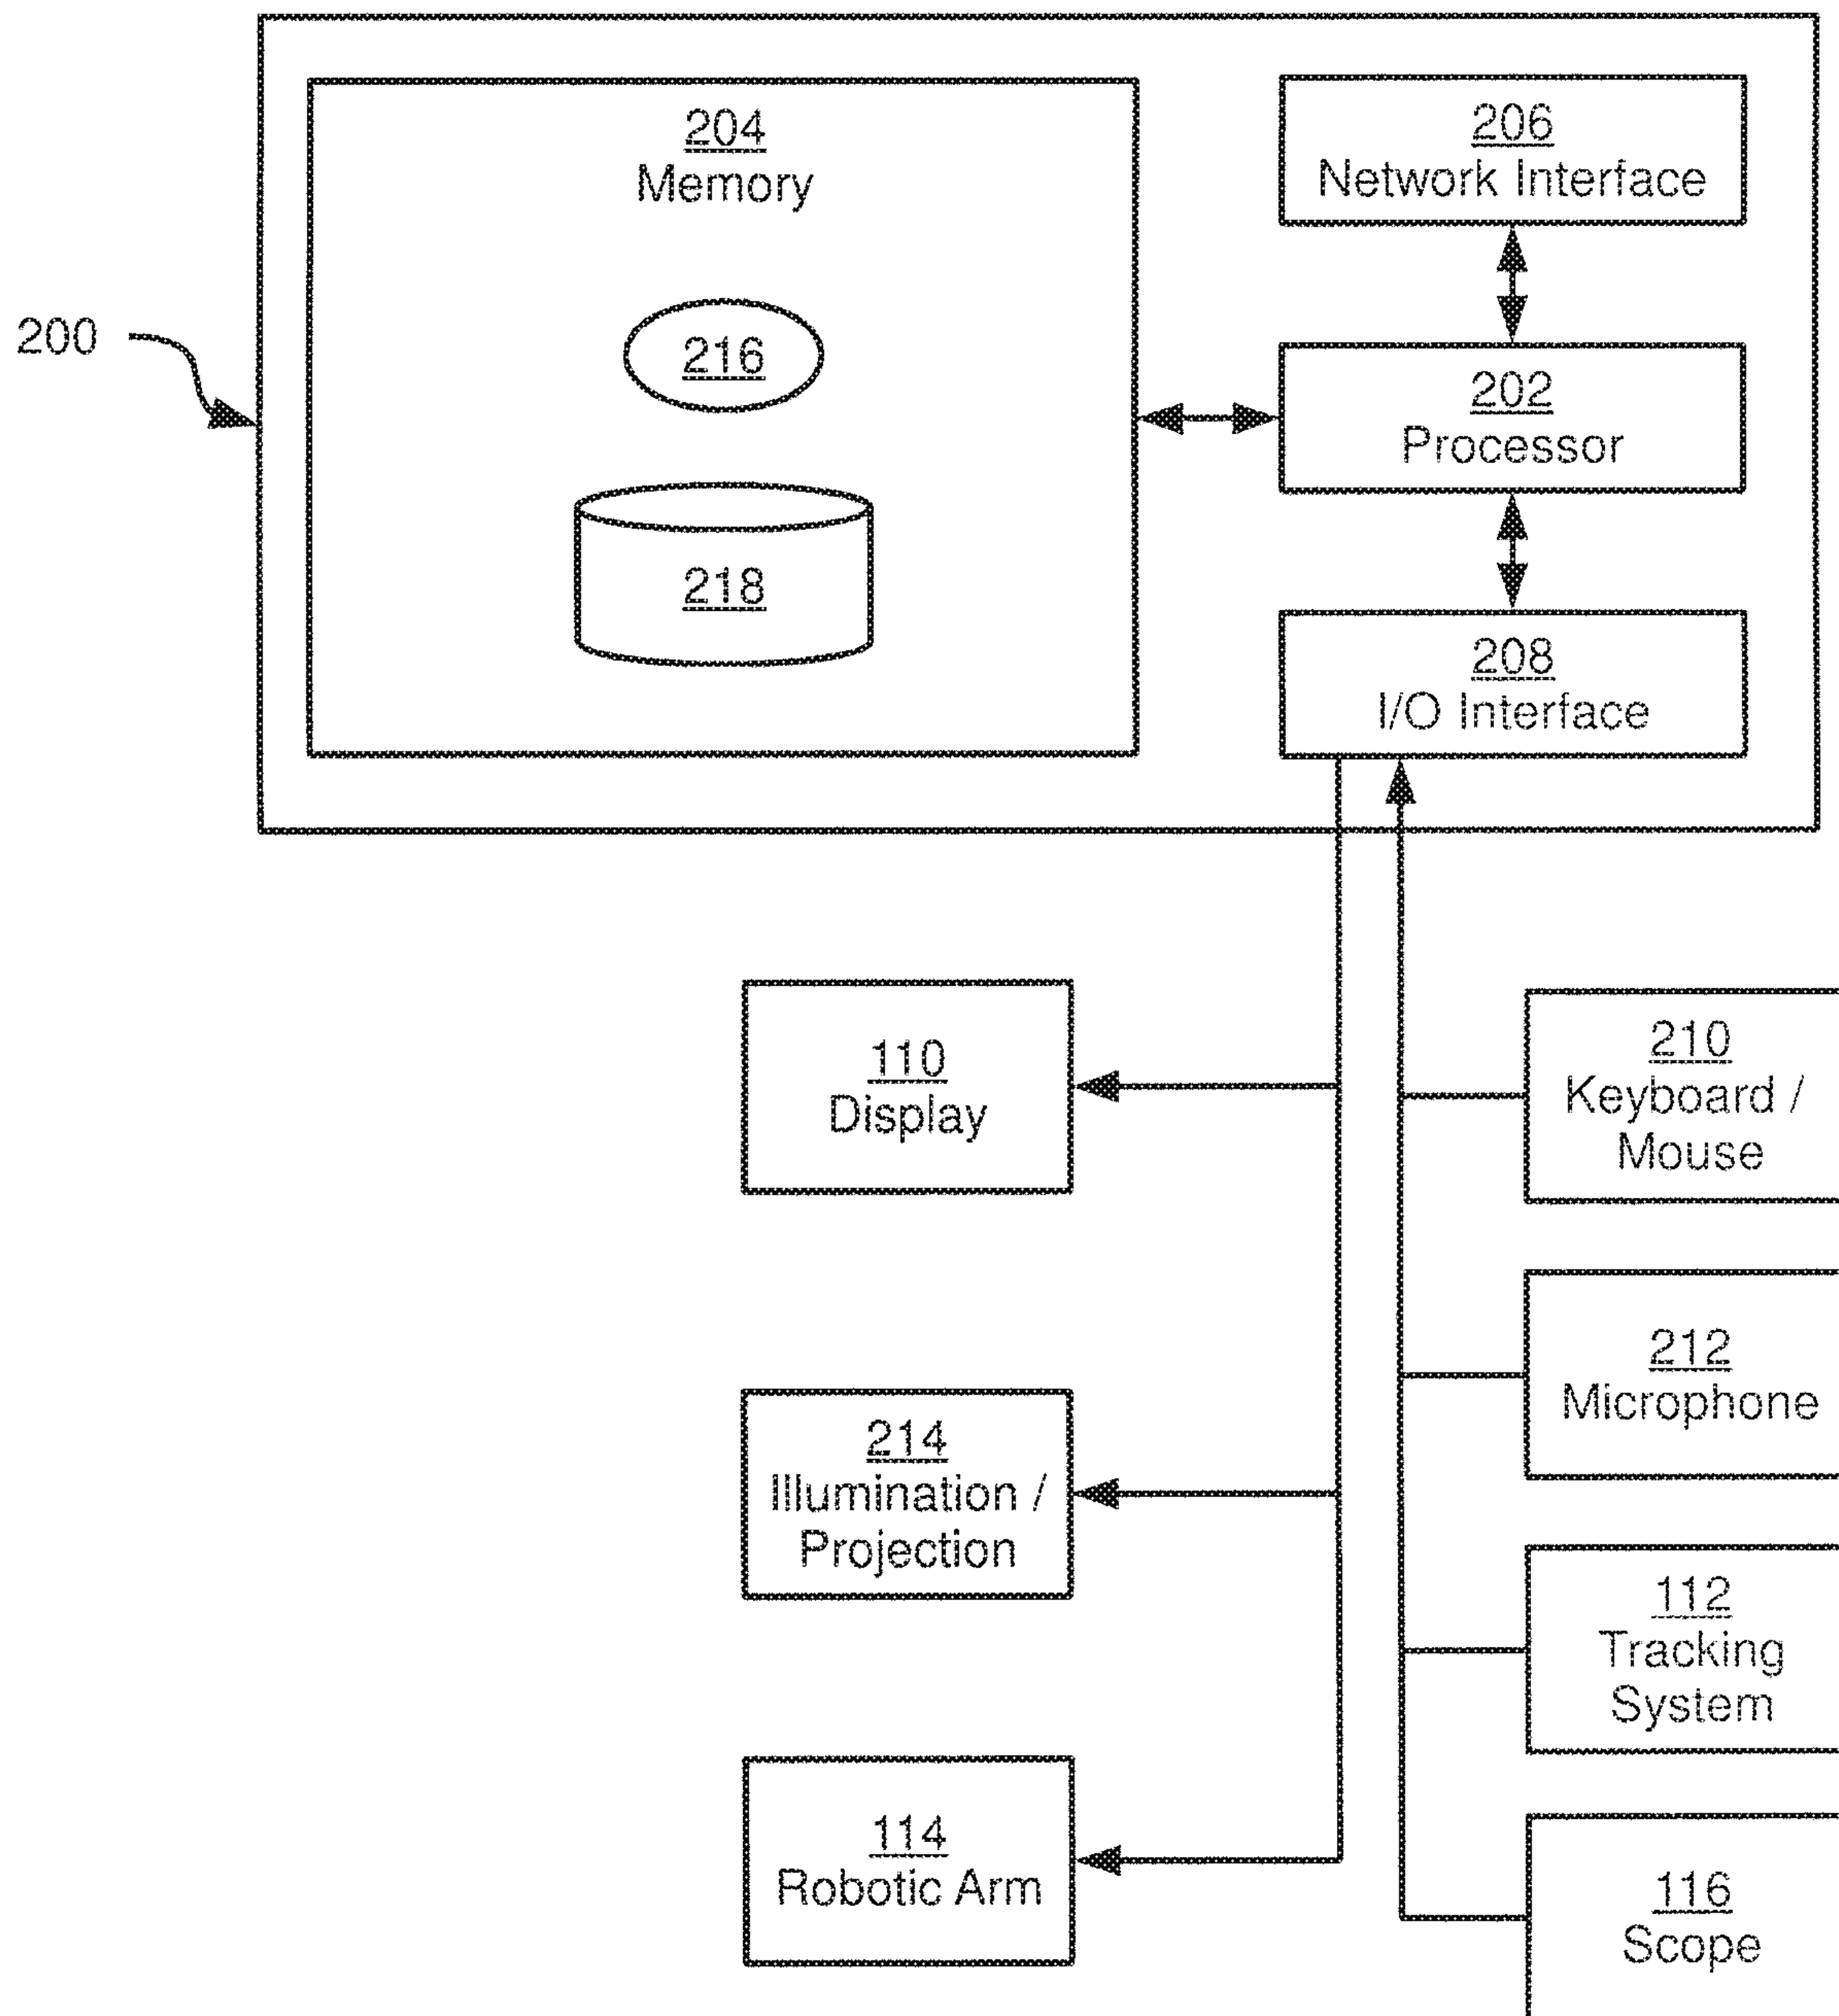 204
Memory
206
Network Interface
200
216
202
Processor
218
208
I/O Interface
110
Display
210
Keyboard /
Mouse
212
Microphone
214
Illumination /
Projection
112
Tracking
System
114
Robotic Arm
116
Scope